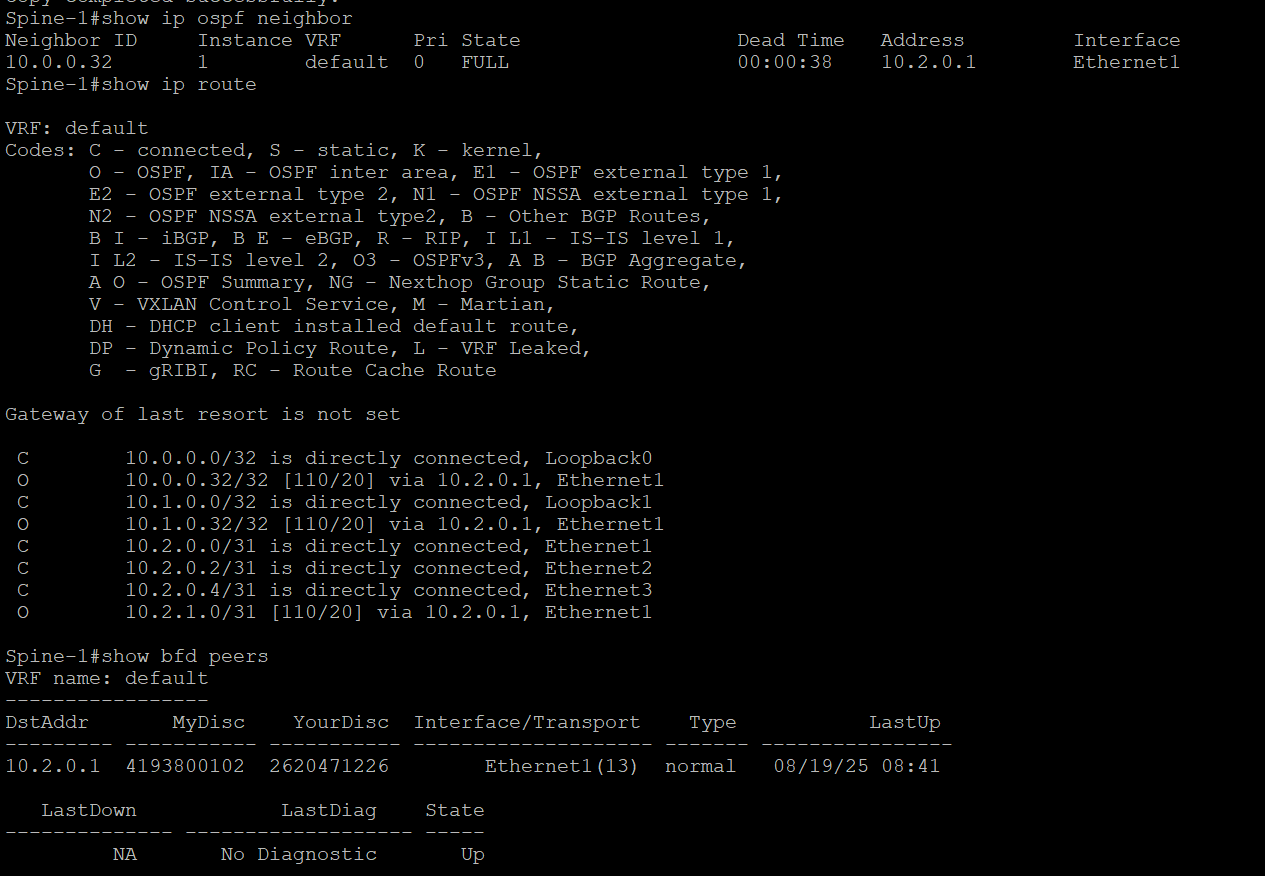 Copy completed successfully.
Spine-1#show ip ospf neighbor
Neighbor ID     Instance VRF      Pri State                  Dead Time   Address         Interface
10.0.0.32       1        default  0   FULL                   00:00:38    10.2.0.1        Ethernet1
Spine-1#show ip route

VRF: default
Codes: C - connected, S - static, K - kernel,
       O - OSPF, IA - OSPF inter area, E1 - OSPF external type 1,
       E2 - OSPF external type 2, N1 - OSPF NSSA external type 1,
       N2 - OSPF NSSA external type2, B - Other BGP Routes,
       B I - iBGP, B E - eBGP, R - RIP, I L1 - IS-IS level 1,
       I L2 - IS-IS level 2, O3 - OSPFv3, A B - BGP Aggregate,
       A O - OSPF Summary, NG - Nexthop Group Static Route,
       V - VXLAN Control Service, M - Martian,
       DH - DHCP client installed default route,
       DP - Dynamic Policy Route, L - VRF Leaked,
       G  - gRIBI, RC - Route Cache Route

Gateway of last resort is not set

 C        10.0.0.0/32 is directly connected, Loopback0
 O        10.0.0.32/32 [110/20] via 10.2.0.1, Ethernet1
 C        10.1.0.0/32 is directly connected, Loopback1
 O        10.1.0.32/32 [110/20] via 10.2.0.1, Ethernet1
 C        10.2.0.0/31 is directly connected, Ethernet1
 C        10.2.0.2/31 is directly connected, Ethernet2
 C        10.2.0.4/31 is directly connected, Ethernet3
 O        10.2.1.0/31 [110/20] via 10.2.0.1, Ethernet1

Spine-1#show bfd peers
VRF name: default
-----------------
DstAddr       MyDisc    YourDisc  Interface/Transport    Type           LastUp
--------- ----------- ----------- -------------------- ------- ----------------
10.2.0.1  4193800102  2620471226        Ethernet1(13)  normal   08/19/25 08:41

   LastDown            LastDiag    State
-------------- ------------------- -----
         NA       No Diagnostic       Up